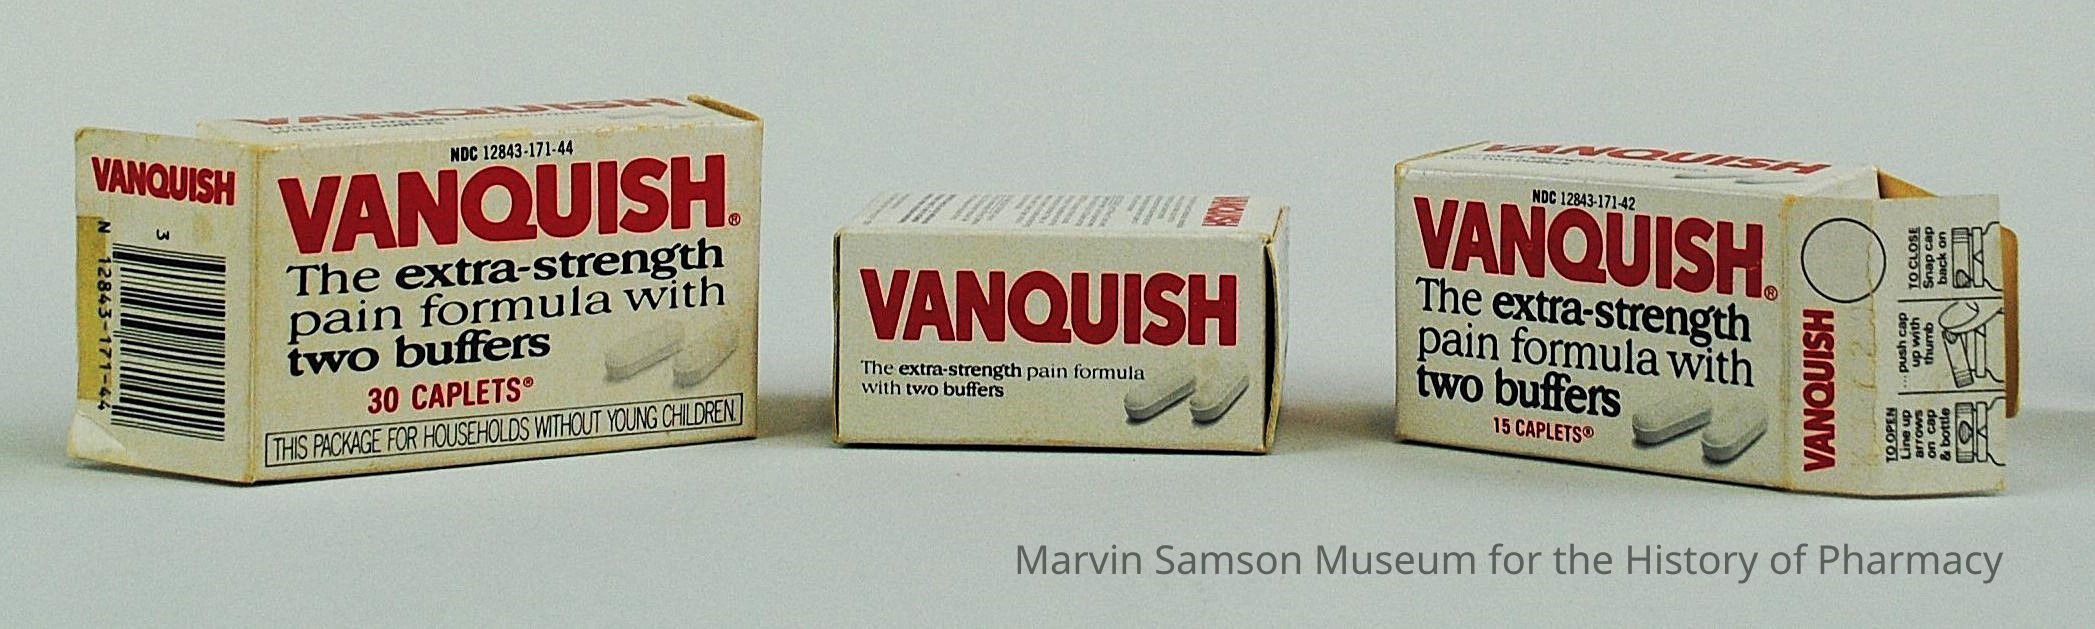 VANQUISH
VANQUISH
3
N 12843-171-44
NDC 12843-171-44
VANQUISH®
The extra-strength
pain formula with
two buffers
30 CAPLETS®
THIS PACKAGE FOR HOUSEHOLDS WITHOUT YOUNG CHILDREN.
VANQUISH
VANQUISH
The extra-strength pain formula
with two buffers
VANQUISH
NDC 12843-171-42
VANQUISH®
The extra-strength
pain formula with
two buffers
15 CAPLETS®
VANQUISH
TO OPEN
Line up
arrows
on cap
& bottle
...push cap
up with
thumb
TO CLOSE
Snap cap
back on
Marvin Samson Museum for the History of Pharmacy